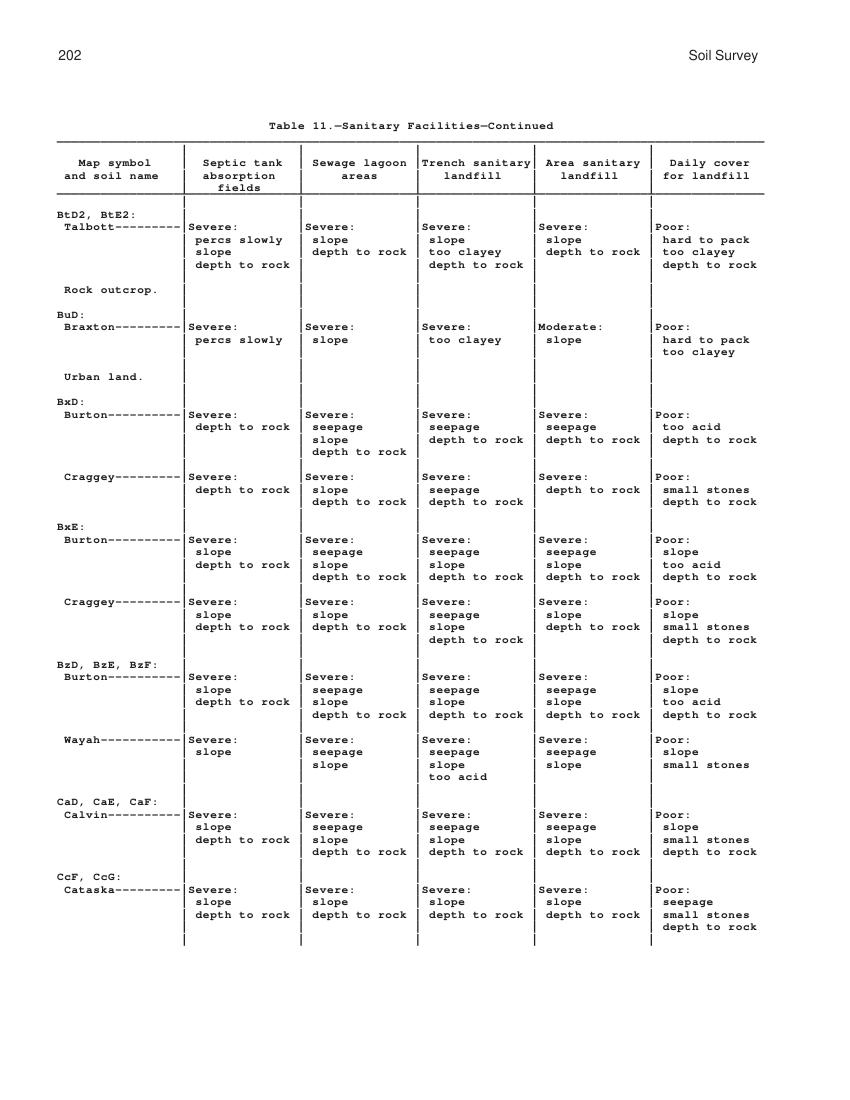 202
Soil Survey
Table 11.—Sanitary Facilities—Continued
Map symbol | Septic tank | Sewage lagoon | Trench sanitary | Area sanitary | Daily cover
and soil name | absorption | areas | landfill | landfill | for landfill
fields
BtD2, BtE2:
Talbott---------|Severe: |Severe: |Severe: |Severe: |Poor:
percs slowly | slope | slope | slope | hard to pack
slope | depth to rock | too clayey | depth to rock | too clayey
depth to rock | | depth to rock | | depth to rock
Rock outcrop.
BuD:
Braxton---------|Severe: |Severe: |Severe: |Moderate: |Poor:
percs slowly | slope | too clayey | slope | hard to pack
too clayey
Urban land.
BxD:
Burton----------|Severe: |Severe: |Severe: |Severe: |Poor:
depth to rock | seepage | seepage | seepage | too acid
slope | depth to rock | depth to rock | depth to rock
depth to rock
Craggey---------|Severe: |Severe: |Severe: |Severe: |Poor:
depth to rock | slope | seepage | depth to rock | small stones
depth to rock | depth to rock | | depth to rock
BxE:
Burton----------|Severe: |Severe: |Severe: |Severe: |Poor:
slope | seepage | seepage | seepage | slope
depth to rock | slope | slope | slope | too acid
depth to rock | depth to rock | depth to rock | depth to rock
Craggey---------|Severe: |Severe: |Severe: |Severe: |Poor:
slope | slope | seepage | slope | slope
depth to rock | depth to rock | slope | depth to rock | small stones
depth to rock | | depth to rock
BzD, BzE, BzF:
Burton----------|Severe: |Severe: |Severe: |Severe: |Poor:
slope | seepage | seepage | seepage | slope
depth to rock | slope | slope | slope | too acid
depth to rock | depth to rock | depth to rock | depth to rock
Wayah-----------|Severe: |Severe: |Severe: |Severe: |Poor:
slope | seepage | seepage | seepage | slope
slope | slope | slope | small stones
too acid
CaD, CaE, CaF:
Calvin----------|Severe: |Severe: |Severe: |Severe: |Poor:
slope | seepage | seepage | seepage | slope
depth to rock | slope | slope | slope | small stones
depth to rock | depth to rock | depth to rock | depth to rock
CcF, CcG:
Cataska---------|Severe: |Severe: |Severe: |Severe: |Poor:
slope | slope | slope | slope | seepage
depth to rock | depth to rock | depth to rock | depth to rock | small stones
depth to rock